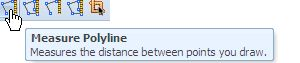 Measure Polyline
Measures the distance between points you draw.